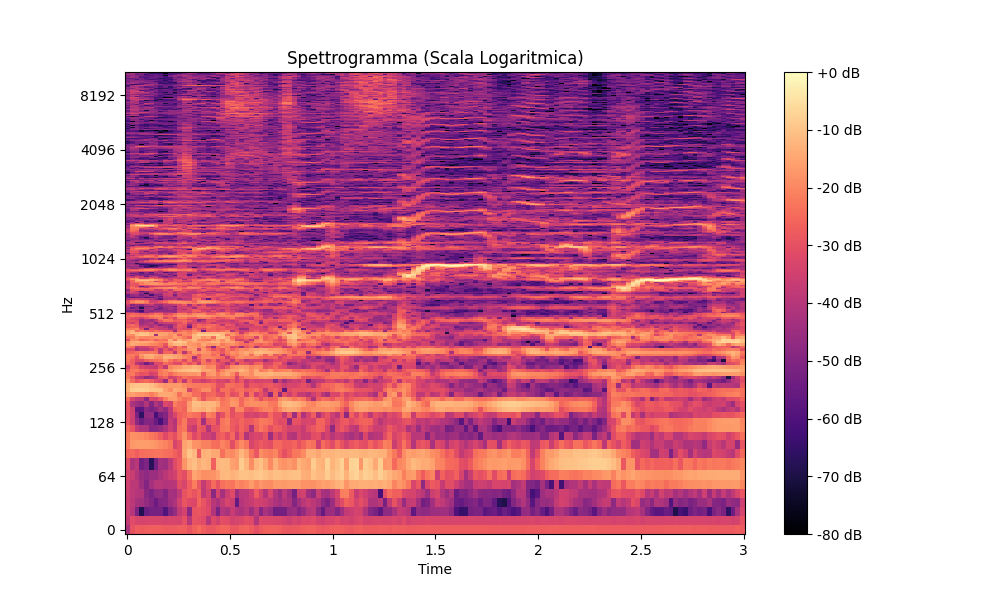 Spettrogramma (Scala Logaritmica)
Hz
8192
4096
2048
1024
512
256
128
64
0
0 0.5 1 1.5 2 2.5 3
Time
+0 dB
-10 dB
-20 dB
-30 dB
-40 dB
-50 dB
-60 dB
-70 dB
-80 dB